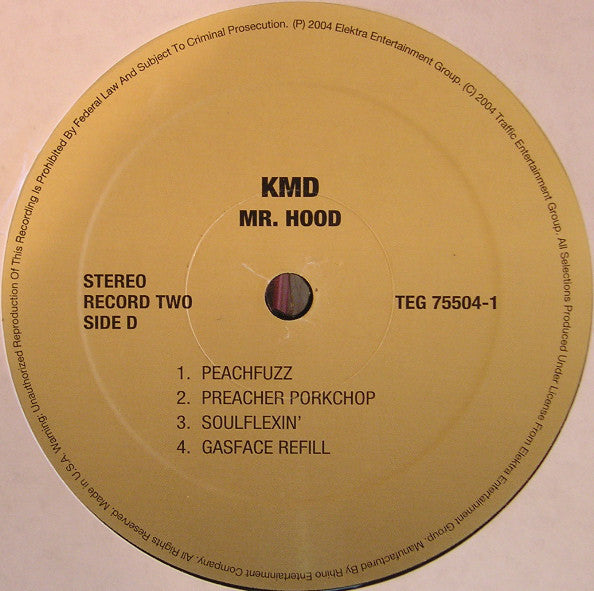 KMD
MR. HOOD
STEREO
RECORD TWO
SIDE D
TEG 75504-1
1. PEACHFUZZ
2. PREACHER PORKCHOP
3. SOULFLEXIN'
4. GASFACE REFILL
Warning: Unauthorized Reproduction Of This Recording Is Prohibited By Federal Law And Subject To Criminal Prosecution. (P) 2004 Elektra Entertainment Group. (C) 2004 Traffic Entertainment Group. All Selections Produced Under License From Elektra Entertainment Group. Manufactured By Rhino Entertainment Company. All Rights Reserved. Made in U.S.A.